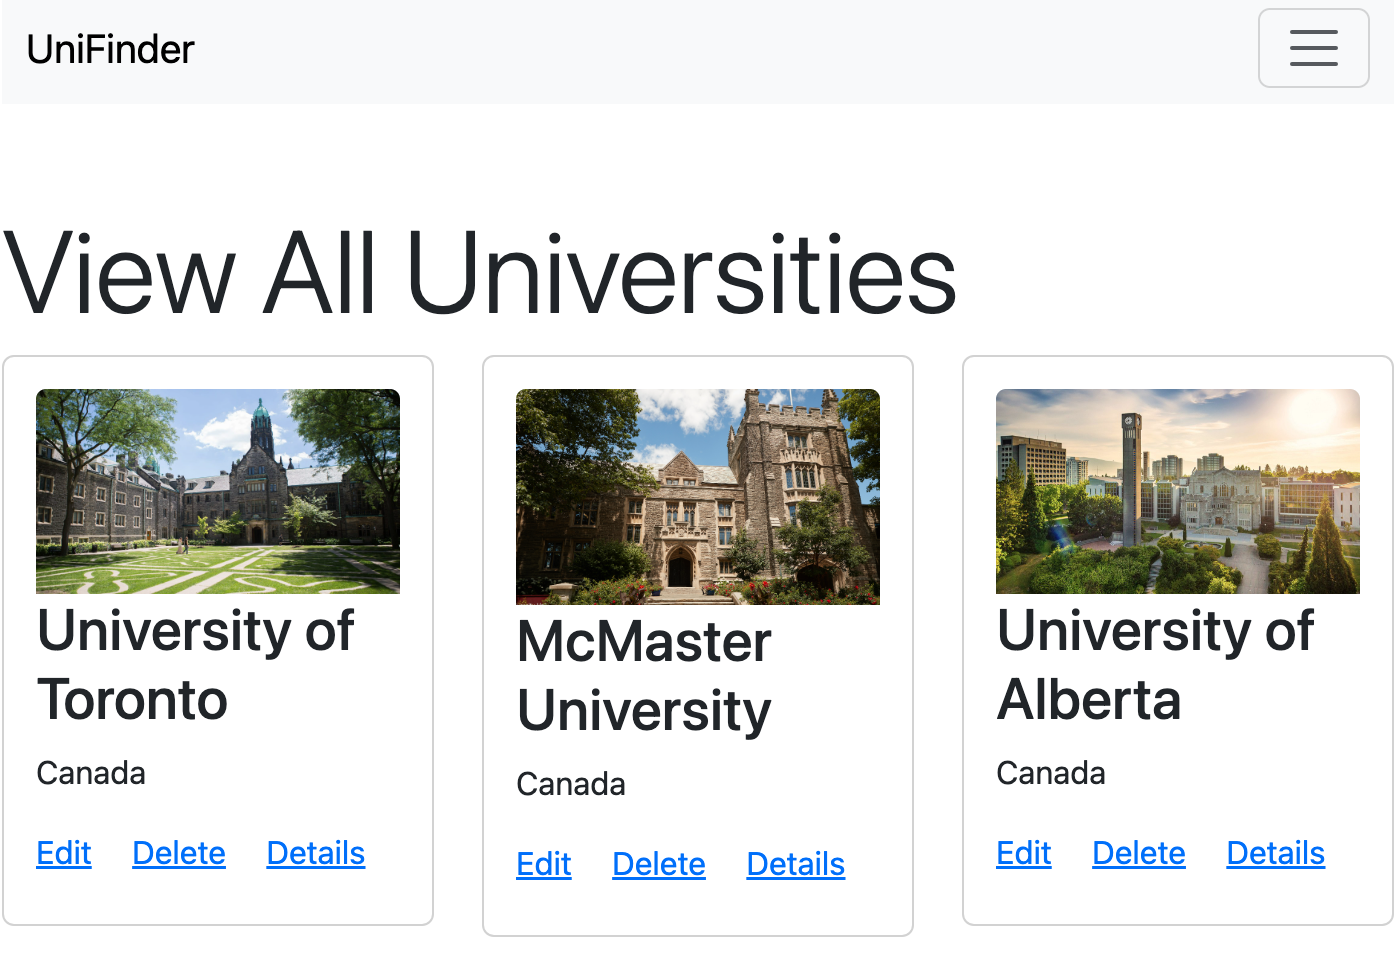 UniFinder
View All Universities
University of
Toronto
Canada
Edit Delete Details
McMaster
University
Canada
Edit Delete Details
University of
Alberta
Canada
Edit Delete Details